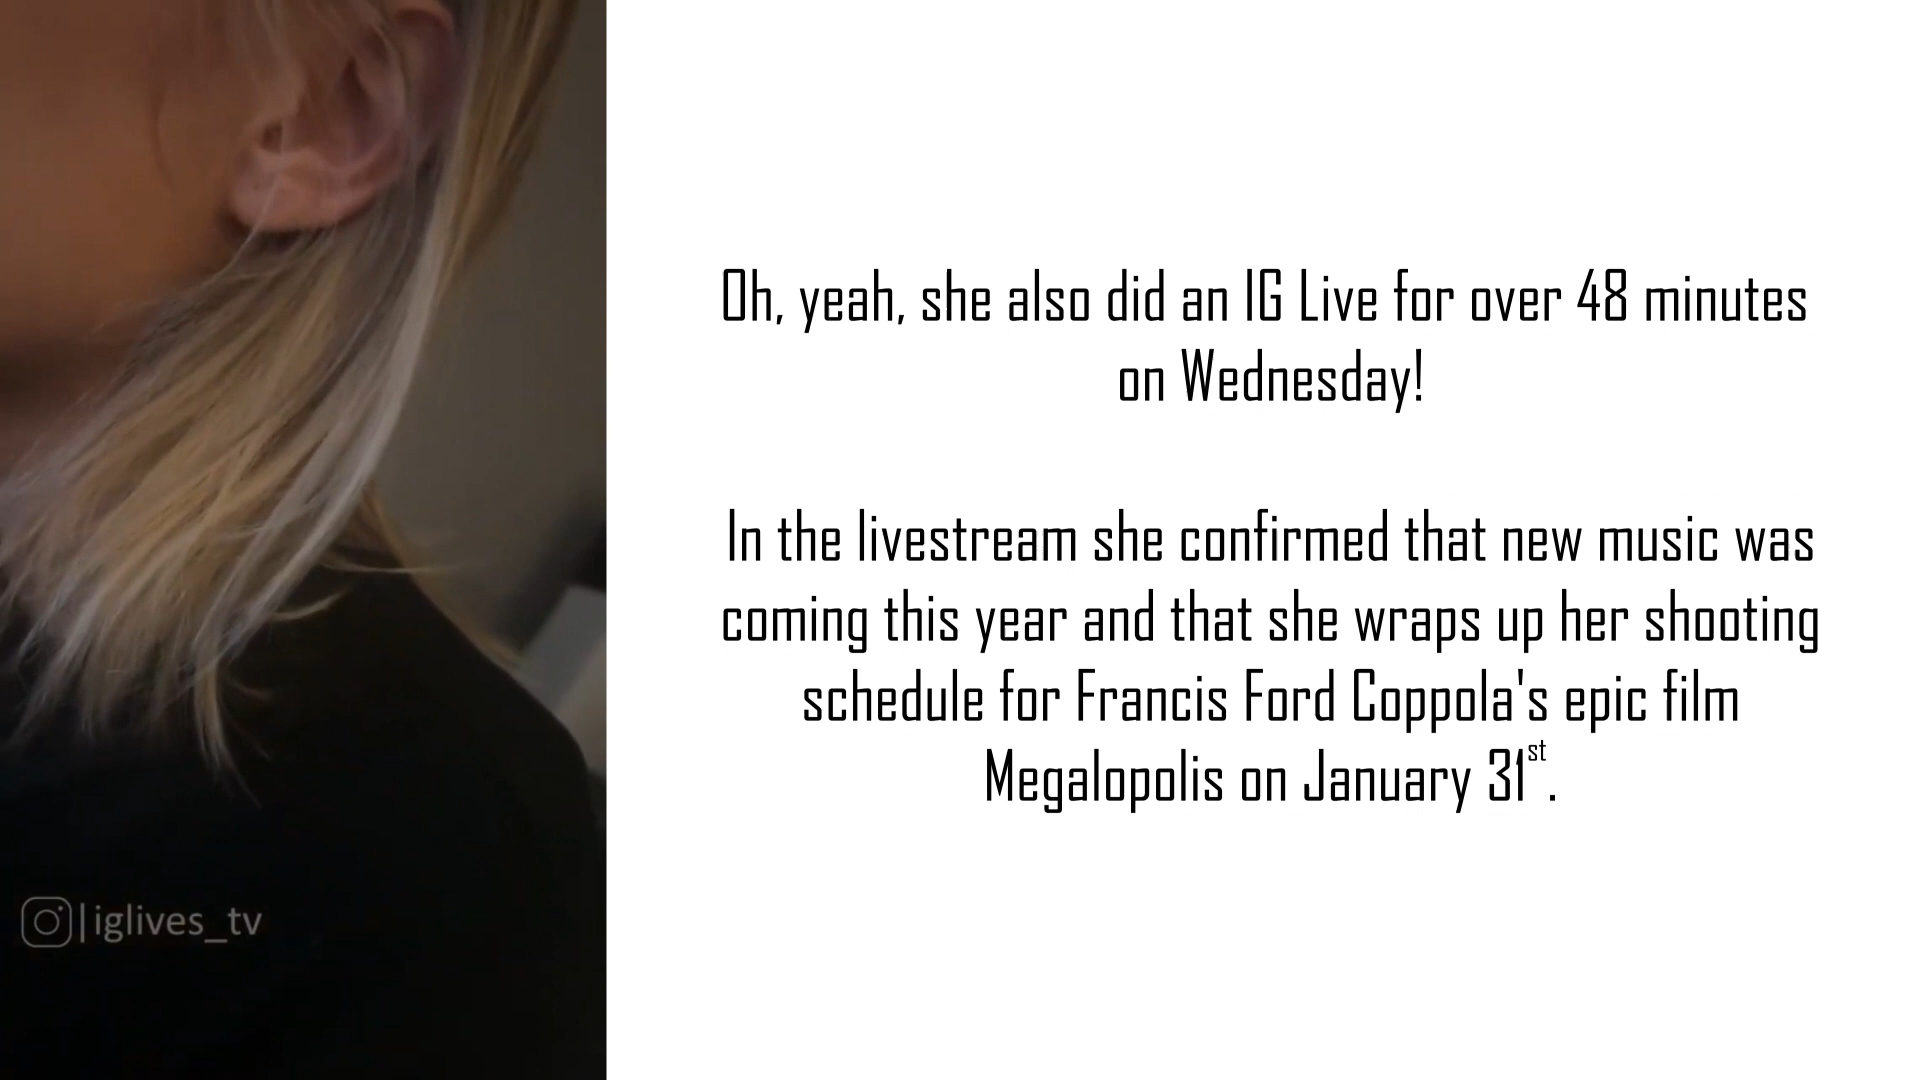 Oh, yeah, she also did an IG Live for over 48 minutes
on Wednesday!
In the livestream she confirmed that new music was
coming this year and that she wraps up her shooting
schedule for Francis Ford Coppola's epic film
Megalopolis on January 31st.
|iglives_tv